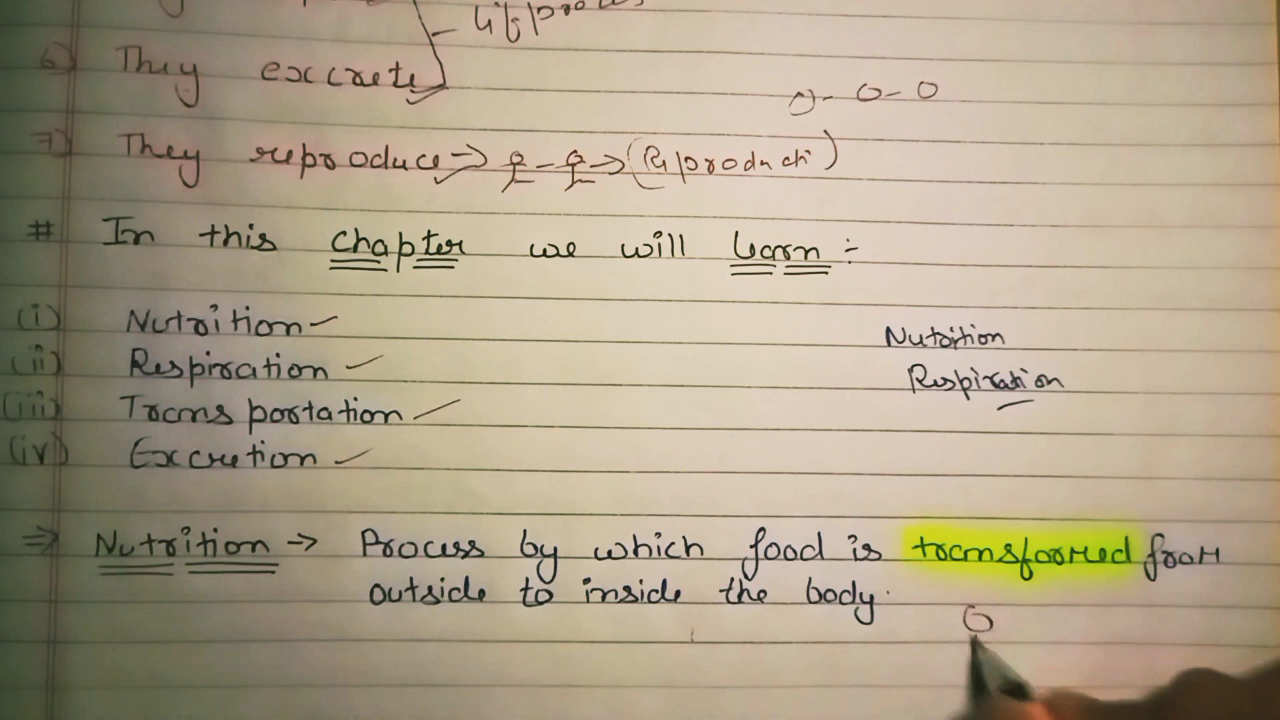 6) They excrete
7) They reproduce → → (Reproducti)
# In this chapter we will learn :-
(i) Nutrition
(ii) Respiration
(iii) Transportation
(iv) Excretion
Nutrition
Respiration
⇒ Nutrition → Process by which food is transformed from
outside to inside the body.